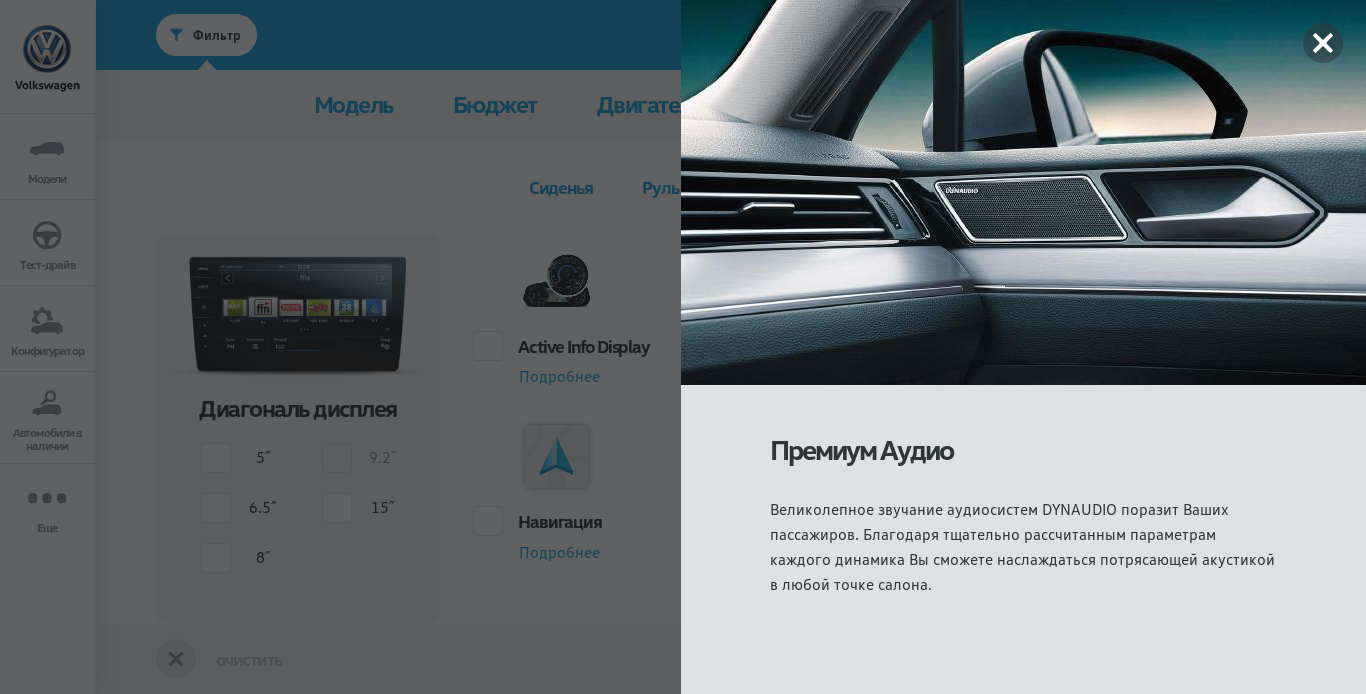 Фильтр
Volkswagen
Модель
Бюджет
Двигате
Модели
Сиденья
Руль
DYNAUDIO
Тест-драйв
ffn
Конфигуратор
Active Info Display
Подробнее
Диагональ дисплея
Автомобили в
наличии
5˝
9.2˝
6.5˝
15˝
8˝
Навигация
Подробнее
Еще
ОЧИСТИТЬ
Премиум Аудио
Великолепное звучание аудиосистем DYNAUDIO поразит Ваших
пассажиров. Благодаря тщательно рассчитанным параметрам
каждого динамика Вы сможете наслаждаться потрясающей акустикой
в любой точке салона.